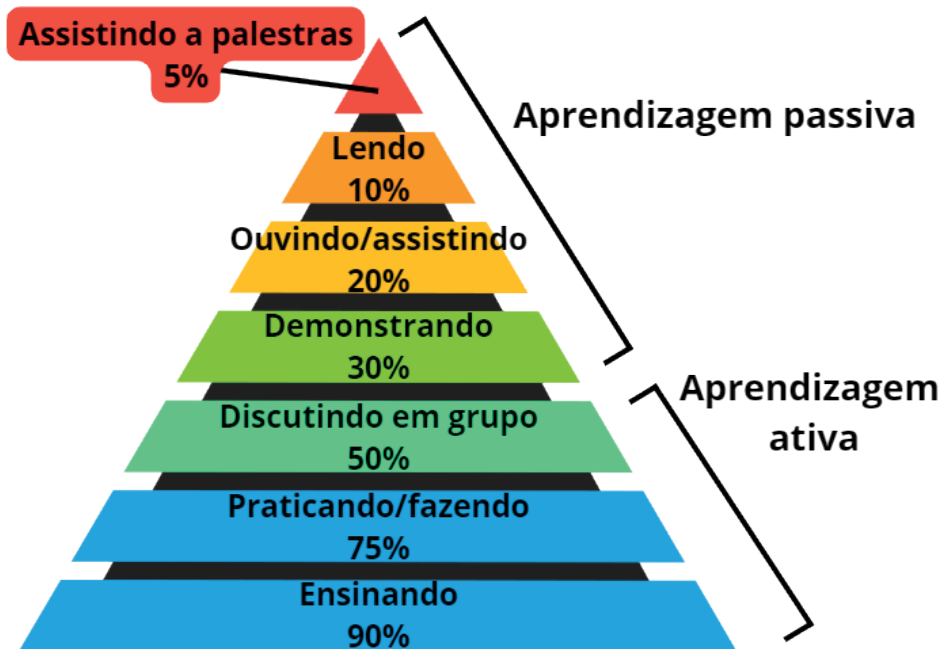 Assistindo a palestras
5%
Aprendizagem passiva
Lendo
10%
Ouvindo/assistindo
20%
Demonstrando
30%
Aprendizagem
ativa
Discutindo em grupo
50%
Praticando/fazendo
75%
Ensinando
90%